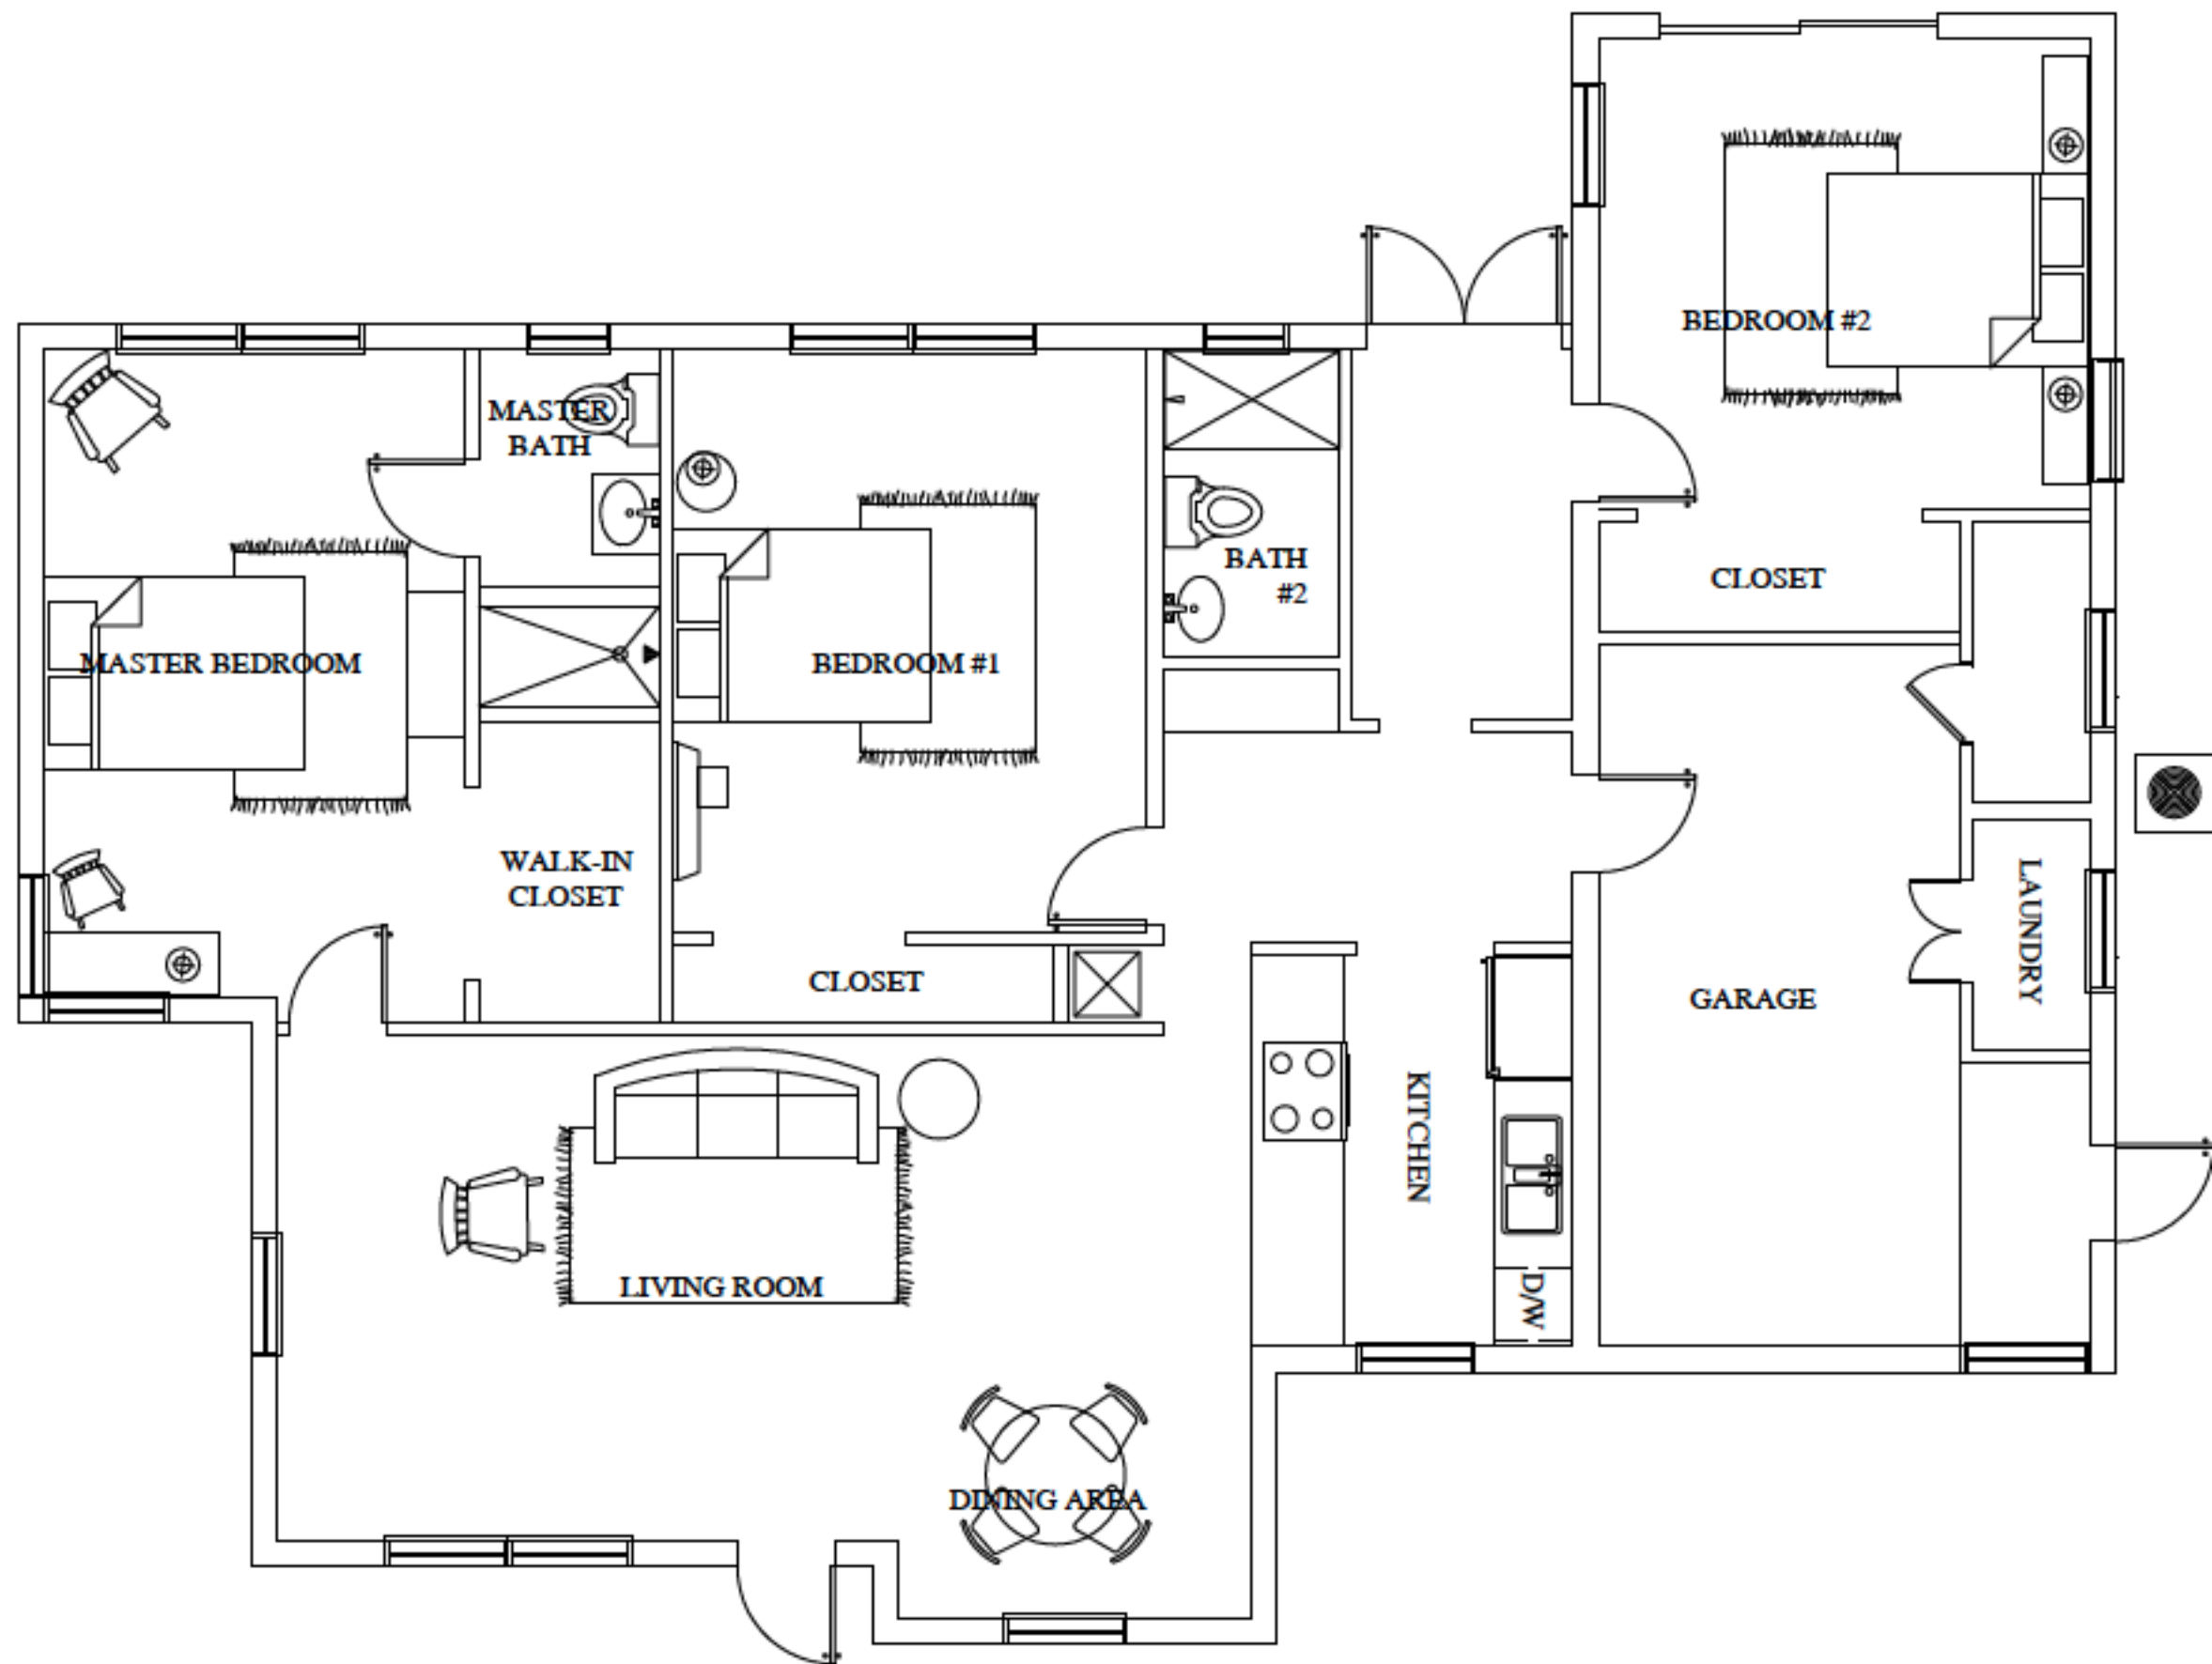 BEDROOM #2
MASTER
BATH
BATH
#2
CLOSET
MASTER BEDROOM
BEDROOM #1
WALK-IN
CLOSET
LAUNDRY
CLOSET
GARAGE
KITCHEN
LIVING ROOM
D/W
DINING AREA